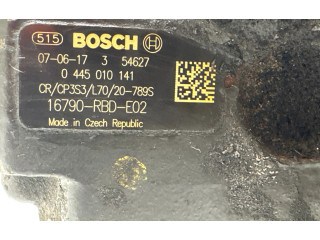 515 BOSCH
07-06-17 3 54627
0 445 010 141
CR/CP3S3/L70/20-789S
16790-RBD-E02
Made in Czech Republic